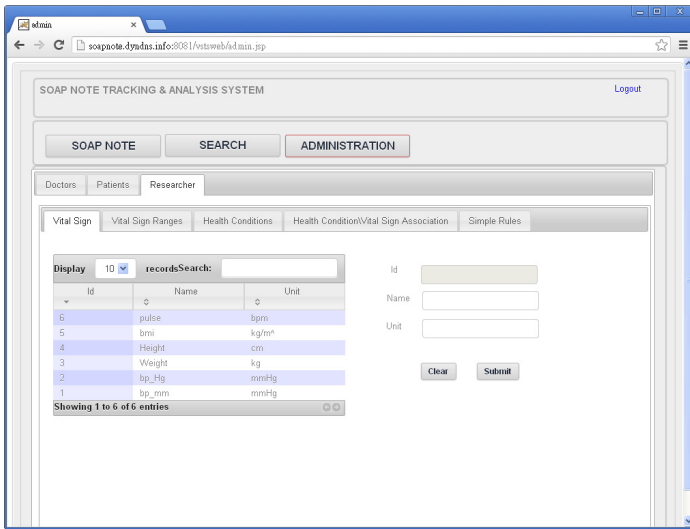 admin
soapnote.dyndns.info:8081/vstsweb/admin.jsp
SOAP NOTE TRACKING & ANALYSIS SYSTEM
Logout
SOAP NOTE SEARCH ADMINISTRATION
Doctors Patients Researcher
Vital Sign Vital Sign Ranges Health Conditions Health Condition\Vital Sign Association Simple Rules
Display 10 recordsSearch:
Id Name Unit
6 pulse bpm
5 bmi kg/m^
4 Height cm
3 Weight kg
2 bp_Hg mmHg
1 bp_mm mmHg
Showing 1 to 6 of 6 entries
Id
Name
Unit
Clear Submit